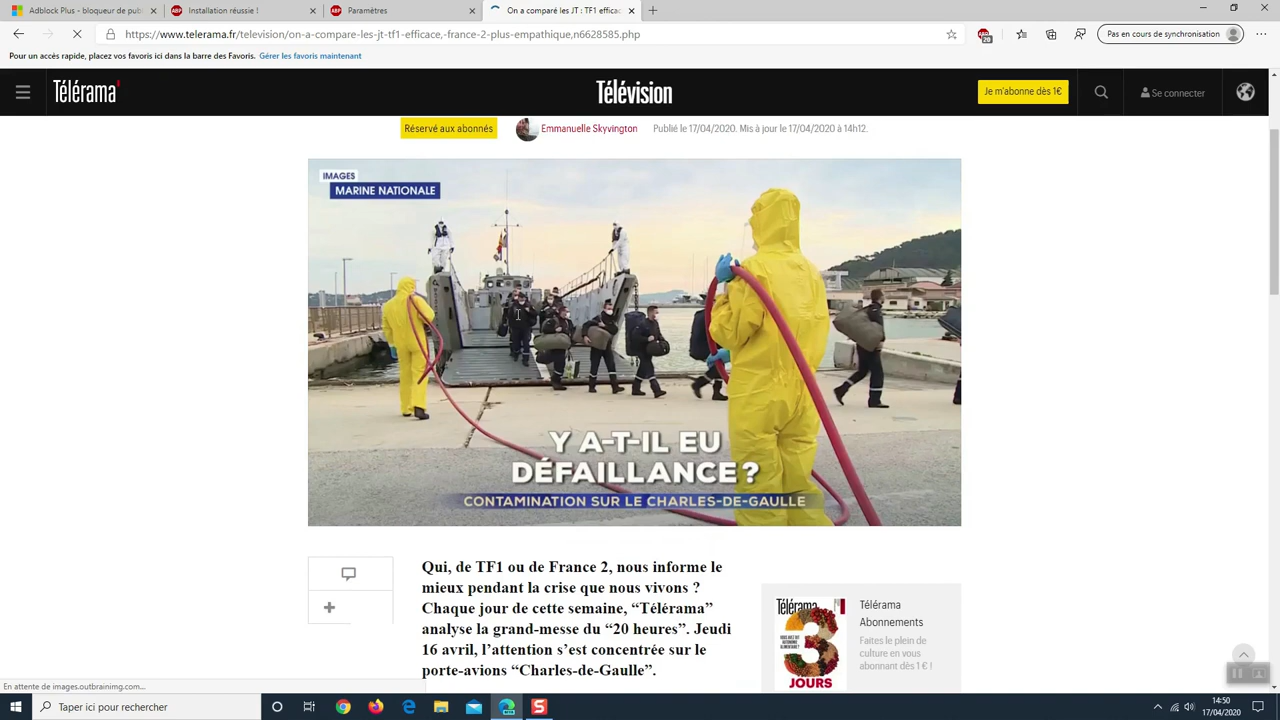 Adblock Plus - bloqueur de pub
Installation réussie !
Paramètres
On a comparé les JT : TF1 efficac
https://www.telerama.fr/television/on-a-compare-les-jt-tf1-efficace,-france-2-plus-empathique,n6628585.php
20
Pas en cours de synchronisation
Pour un accès rapide, placez vos favoris ici dans la barre des Favoris. Gérer les favoris maintenant
Télérama'
Télévision
Je m'abonne dès 1€
Se connecter
Réservé aux abonnés
Emmanuelle Skyvington
Publié le 17/04/2020. Mis à jour le 17/04/2020 à 14h12.
IMAGES
MARINE NATIONALE
Y A-T-IL EU
DÉFAILLANCE ?
CONTAMINATION SUR LE CHARLES-DE-GAULLE
Qui, de TF1 ou de France 2, nous informe le
mieux pendant la crise que nous vivons ?
Chaque jour de cette semaine, “Télérama”
analyse la grand-messe du “20 heures”. Jeudi
16 avril, l’attention s’est concentrée sur le
porte-avions “Charles-de-Gaulle”.
Télérama
3
JOURS
Télérama
Abonnements
Faites le plein de
culture en vous
abonnant dès 1 € !
En attente de images.outbrainimg.com...
Taper ici pour rechercher
14:50
17/04/2020